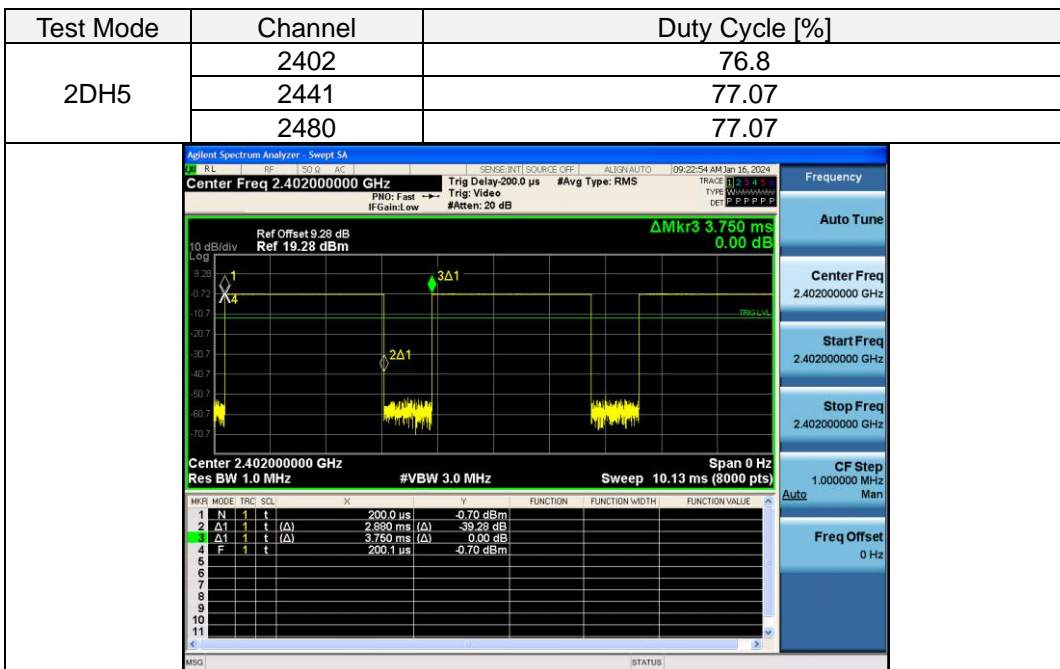 Test Mode Channel Duty Cycle [%]
2DH5
2402 76.8
2441 77.07
2480 77.07
Agilent Spectrum Analyzer - Swept SA
RL RF 50 Ω AC SENSE:INT SOURCE OFF ALIGN AUTO 09:22:54 AM Jan 16, 2024
Center Freq 2.402000000 GHz
PNO: Fast
IFGain:Low
Trig Delay-200.0 µs #Avg Type: RMS
Trig: Video
#Atten: 20 dB
TRACE 1 2 3 4 5 6
TYPE W
DET P P P P P P
Frequency
Auto Tune
Center Freq
2.402000000 GHz
Start Freq
2.402000000 GHz
Stop Freq
2.402000000 GHz
CF Step
1.000000 MHz
Auto Man
Freq Offset
0 Hz
ΔMkr3 3.750 ms
0.00 dB
Ref Offset 9.28 dB
10 dB/div Ref 19.28 dBm
Log
9.28
-0.72
-10.7
-20.7
-30.7
-40.7
-50.7
-60.7
-70.7
1
4
3Δ1
2Δ1
TRIG LVL
Center 2.402000000 GHz Span 0 Hz
Res BW 1.0 MHz #VBW 3.0 MHz Sweep 10.13 ms (8000 pts)
MKR MODE TRC SCL X Y FUNCTION FUNCTION WIDTH FUNCTION VALUE
1 N 1 t 200.0 µs -0.70 dBm
2 Δ1 1 t (Δ) 2.880 ms (Δ) -39.28 dB
3 Δ1 1 t (Δ) 3.750 ms (Δ) 0.00 dB
4 F 1 t 200.1 µs -0.70 dBm
5
6
7
8
9
10
11
MSG STATUS